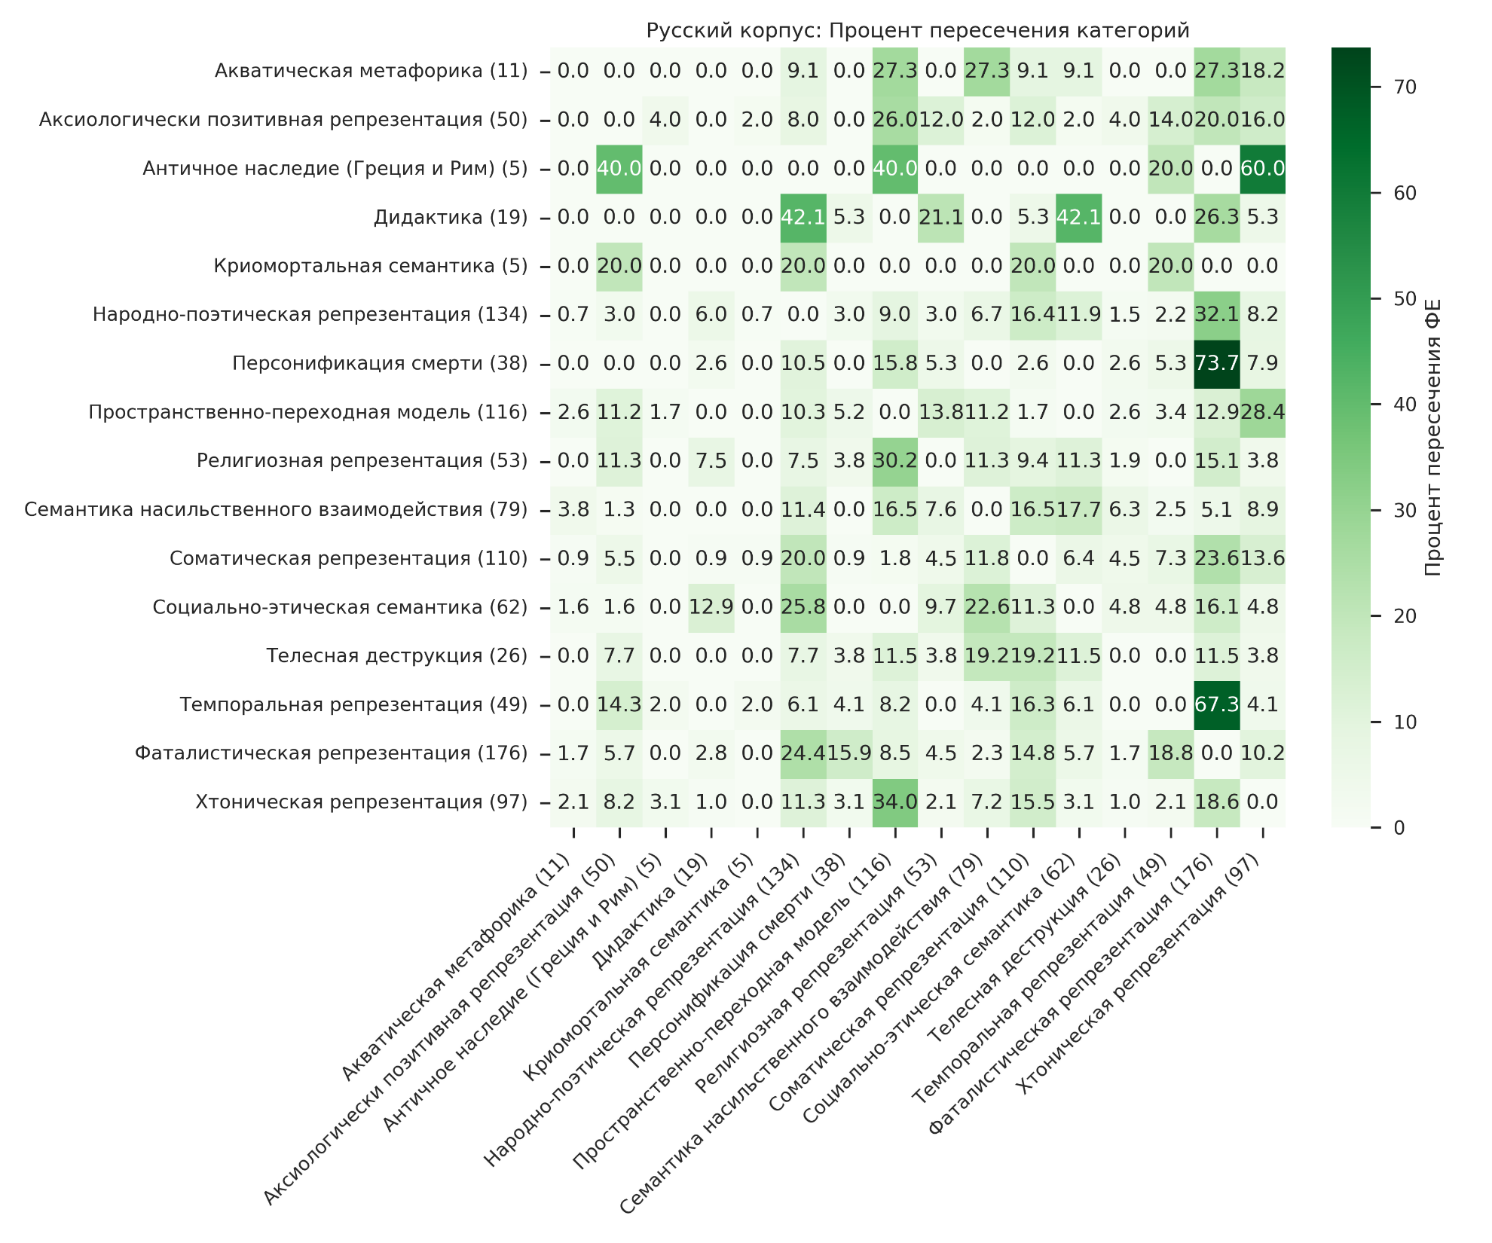 Русский корпус: Процент пересечения категорий
Акватическая метафорика (11) 0.0 0.0 0.0 0.0 0.0 9.1 0.0 27.3 0.0 27.3 9.1 9.1 0.0 0.0 27.3 18.2
Аксиологически позитивная репрезентация (50) 0.0 0.0 4.0 0.0 2.0 8.0 0.0 26.0 12.0 2.0 12.0 2.0 4.0 14.0 20.0 16.0
Античное наследие (Греция и Рим) (5) 0.0 40.0 0.0 0.0 0.0 0.0 0.0 40.0 0.0 0.0 0.0 0.0 0.0 20.0 0.0 60.0
Дидактика (19) 0.0 0.0 0.0 0.0 0.0 42.1 5.3 0.0 21.1 0.0 5.3 42.1 0.0 0.0 26.3 5.3
Криомортальная семантика (5) 0.0 20.0 0.0 0.0 0.0 20.0 0.0 0.0 0.0 0.0 20.0 0.0 0.0 20.0 0.0 0.0
Народно-поэтическая репрезентация (134) 0.7 3.0 0.0 6.0 0.7 0.0 3.0 9.0 3.0 6.7 16.4 11.9 1.5 2.2 32.1 8.2
Персонификация смерти (38) 0.0 0.0 0.0 2.6 0.0 10.5 0.0 15.8 5.3 0.0 2.6 0.0 2.6 5.3 73.7 7.9
Пространственно-переходная модель (116) 2.6 11.2 1.7 0.0 0.0 10.3 5.2 0.0 13.8 11.2 1.7 0.0 2.6 3.4 12.9 28.4
Религиозная репрезентация (53) 0.0 11.3 0.0 7.5 0.0 7.5 3.8 30.2 0.0 11.3 9.4 11.3 1.9 0.0 15.1 3.8
Семантика насильственного взаимодействия (79) 3.8 1.3 0.0 0.0 0.0 11.4 0.0 16.5 7.6 0.0 16.5 17.7 6.3 2.5 5.1 8.9
Соматическая репрезентация (110) 0.9 5.5 0.0 0.9 0.9 20.0 0.9 1.8 4.5 11.8 0.0 6.4 4.5 7.3 23.6 13.6
Социально-этическая семантика (62) 1.6 1.6 0.0 12.9 0.0 25.8 0.0 0.0 9.7 22.6 11.3 0.0 4.8 4.8 16.1 4.8
Телесная деструкция (26) 0.0 7.7 0.0 0.0 0.0 7.7 3.8 11.5 3.8 19.2 19.2 11.5 0.0 0.0 11.5 3.8
Темпоральная репрезентация (49) 0.0 14.3 2.0 0.0 2.0 6.1 4.1 8.2 0.0 4.1 16.3 6.1 0.0 0.0 67.3 4.1
Фаталистическая репрезентация (176) 1.7 5.7 0.0 2.8 0.0 24.4 15.9 8.5 4.5 2.3 14.8 5.7 1.7 18.8 0.0 10.2
Хтоническая репрезентация (97) 2.1 8.2 3.1 1.0 0.0 11.3 3.1 34.0 2.1 7.2 15.5 3.1 1.0 2.1 18.6 0.0
Акватическая метафорика (11)
Аксиологически позитивная репрезентация (50)
Античное наследие (Греция и Рим) (5)
Дидактика (19)
Криомортальная семантика (5)
Народно-поэтическая репрезентация (134)
Персонификация смерти (38)
Пространственно-переходная модель (116)
Религиозная репрезентация (53)
Семантика насильственного взаимодействия (79)
Соматическая репрезентация (110)
Социально-этическая семантика (62)
Телесная деструкция (26)
Темпоральная репрезентация (49)
Фаталистическая репрезентация (176)
Хтоническая репрезентация (97)
70
60
50
40
30
20
10
0
Процент пересечения ФЕ